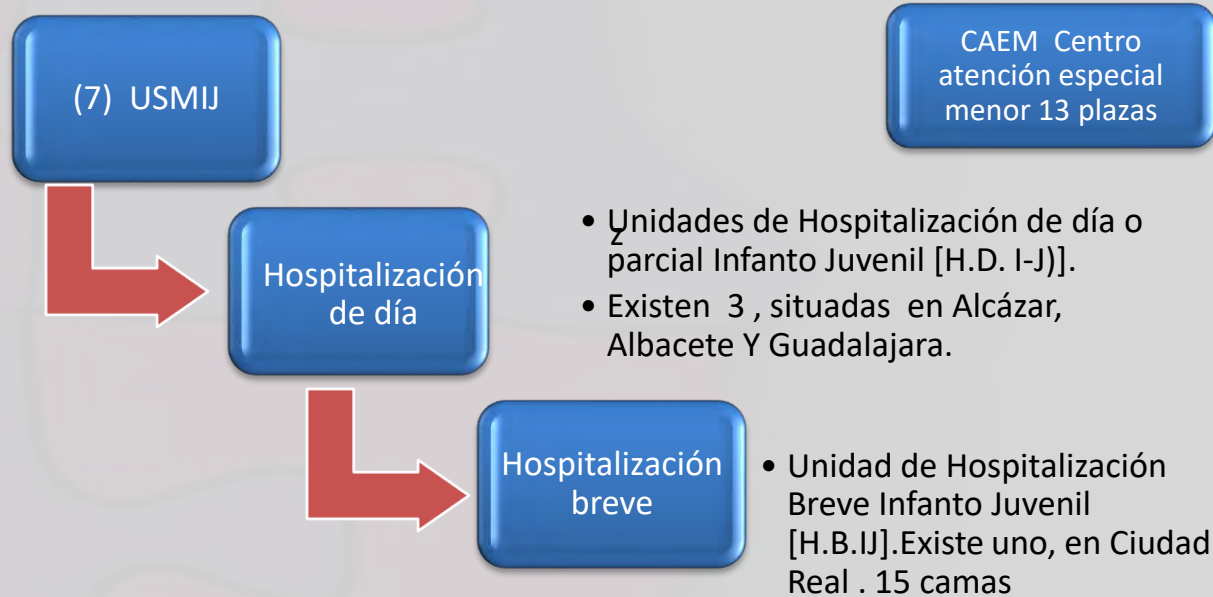 (7) USMIJ
CAEM Centro
atención especial
menor 13 plazas
Hospitalización
de día
• Unidades de Hospitalización de día o
z
parcial Infanto Juvenil [H.D. I-J)].
• Existen 3 , situadas en Alcázar,
Albacete Y Guadalajara.
Hospitalización
breve
• Unidad de Hospitalización
Breve Infanto Juvenil
[H.B.IJ].Existe uno, en Ciudad
Real . 15 camas